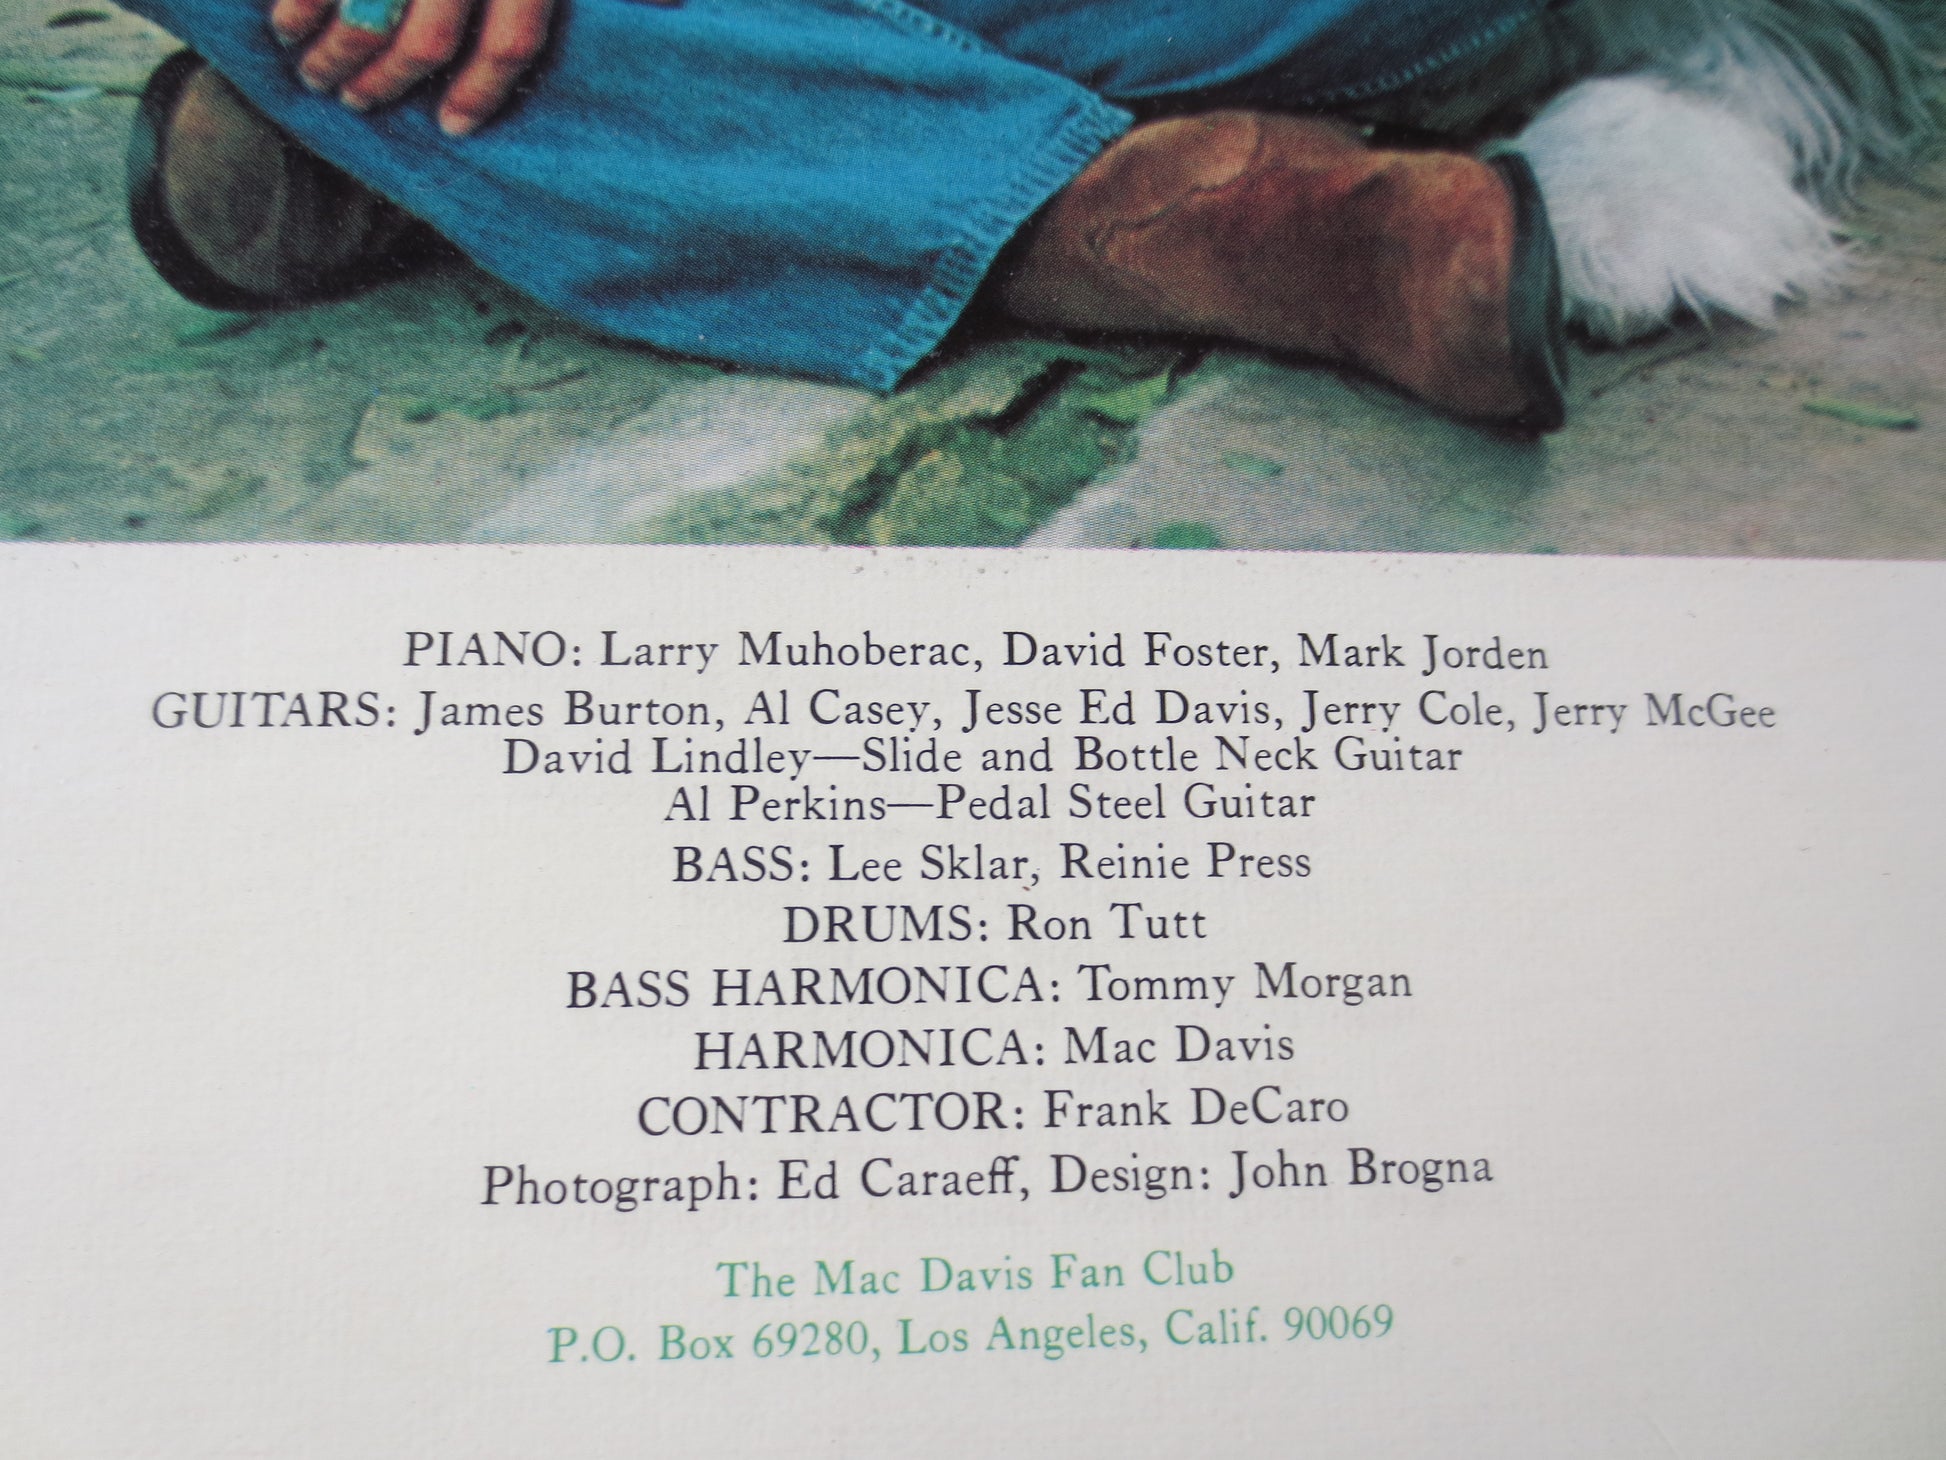 PIANO: Larry Muhoberac, David Foster, Mark Jorden
GUITARS: James Burton, Al Casey, Jesse Ed Davis, Jerry Cole, Jerry McGee
David Lindley—Slide and Bottle Neck Guitar
Al Perkins—Pedal Steel Guitar
BASS: Lee Sklar, Reinie Press
DRUMS: Ron Tutt
BASS HARMONICA: Tommy Morgan
HARMONICA: Mac Davis
CONTRACTOR: Frank DeCaro
Photograph: Ed Caraeff, Design: John Brogna
The Mac Davis Fan Club
P.O. Box 69280, Los Angeles, Calif. 90069